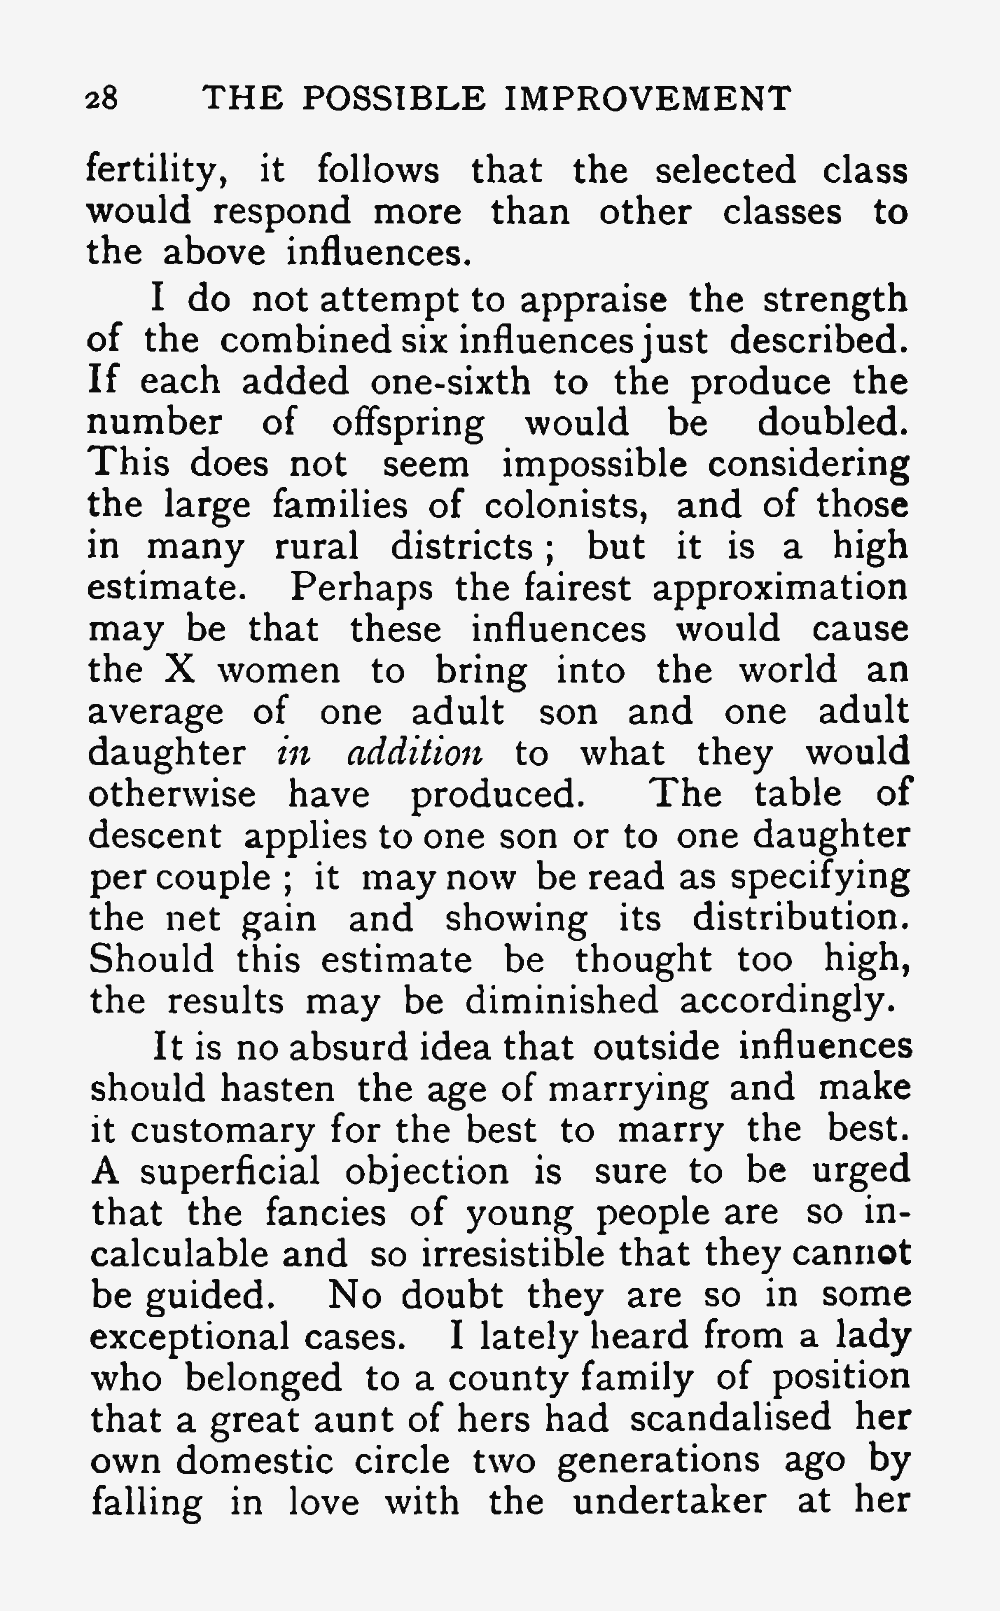 28 THE POSSIBLE IMPROVEMENT
fertility, it follows that the selected class
would respond more than other classes to
the above influences.
I do not attempt to appraise the strength
of the combined six influences just described.
If each added one-sixth to the produce the
number of offspring would be doubled.
This does not seem impossible considering
the large families of colonists, and of those
in many rural districts ; but it is a high
estimate. Perhaps the fairest approximation
may be that these influences would cause
the X women to bring into the world an
average of one adult son and one adult
daughter in addition to what they would
otherwise have produced. The table of
descent applies to one son or to one daughter
per couple ; it may now be read as specifying
the net gain and showing its distribution.
Should this estimate be thought too high,
the results may be diminished accordingly.
It is no absurd idea that outside influences
should hasten the age of marrying and make
it customary for the best to marry the best.
A superficial objection is sure to be urged
that the fancies of young people are so in-
calculable and so irresistible that they cannot
be guided. No doubt they are so in some
exceptional cases. I lately heard from a lady
who belonged to a county family of position
that a great aunt of hers had scandalised her
own domestic circle two generations ago by
falling in love with the undertaker at her